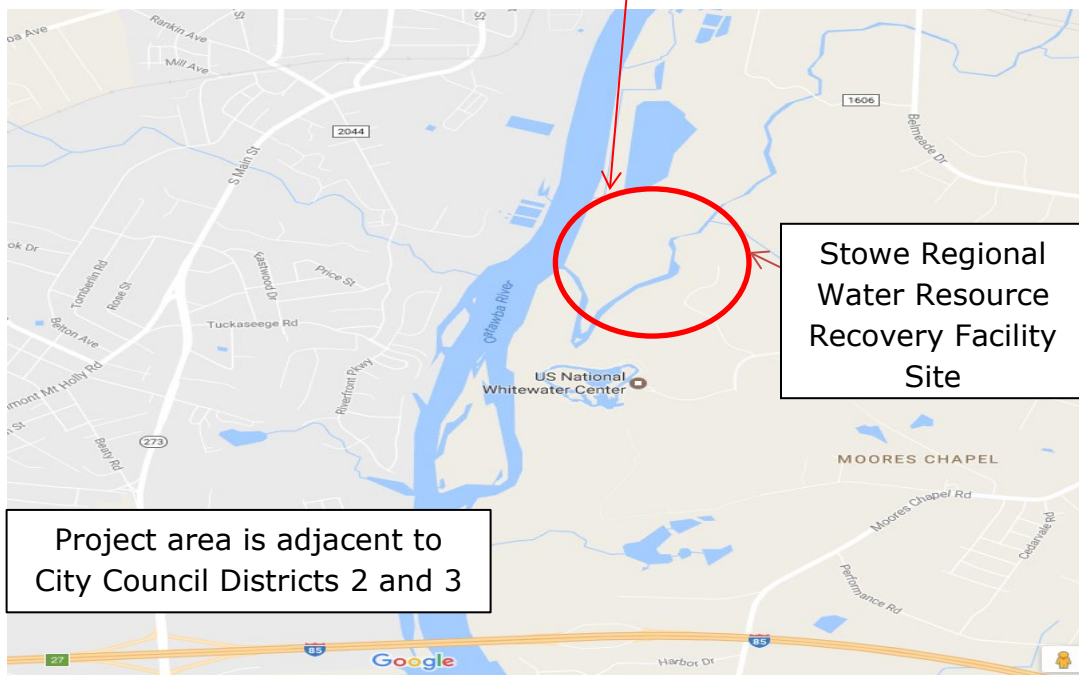 Rankin Ave
Mill Ave
St
2044
S Main St
1606
Belmeade Dr
Tomberlin Rd
Rose St
Eastwood Dr
Price St
Belton Ave
Tuckaseege Rd
Catawba River
Riverfront Pkwy
US National
Whitewater Center
Stowe Regional
Water Resource
Recovery Facility
Site
273
Beaty Rd
MOORES CHAPEL
Moores Chapel Rd
Cedarvale Rd
Performance Rd
Project area is adjacent to
City Council Districts 2 and 3
27
85
Google
Harbor Dr
85